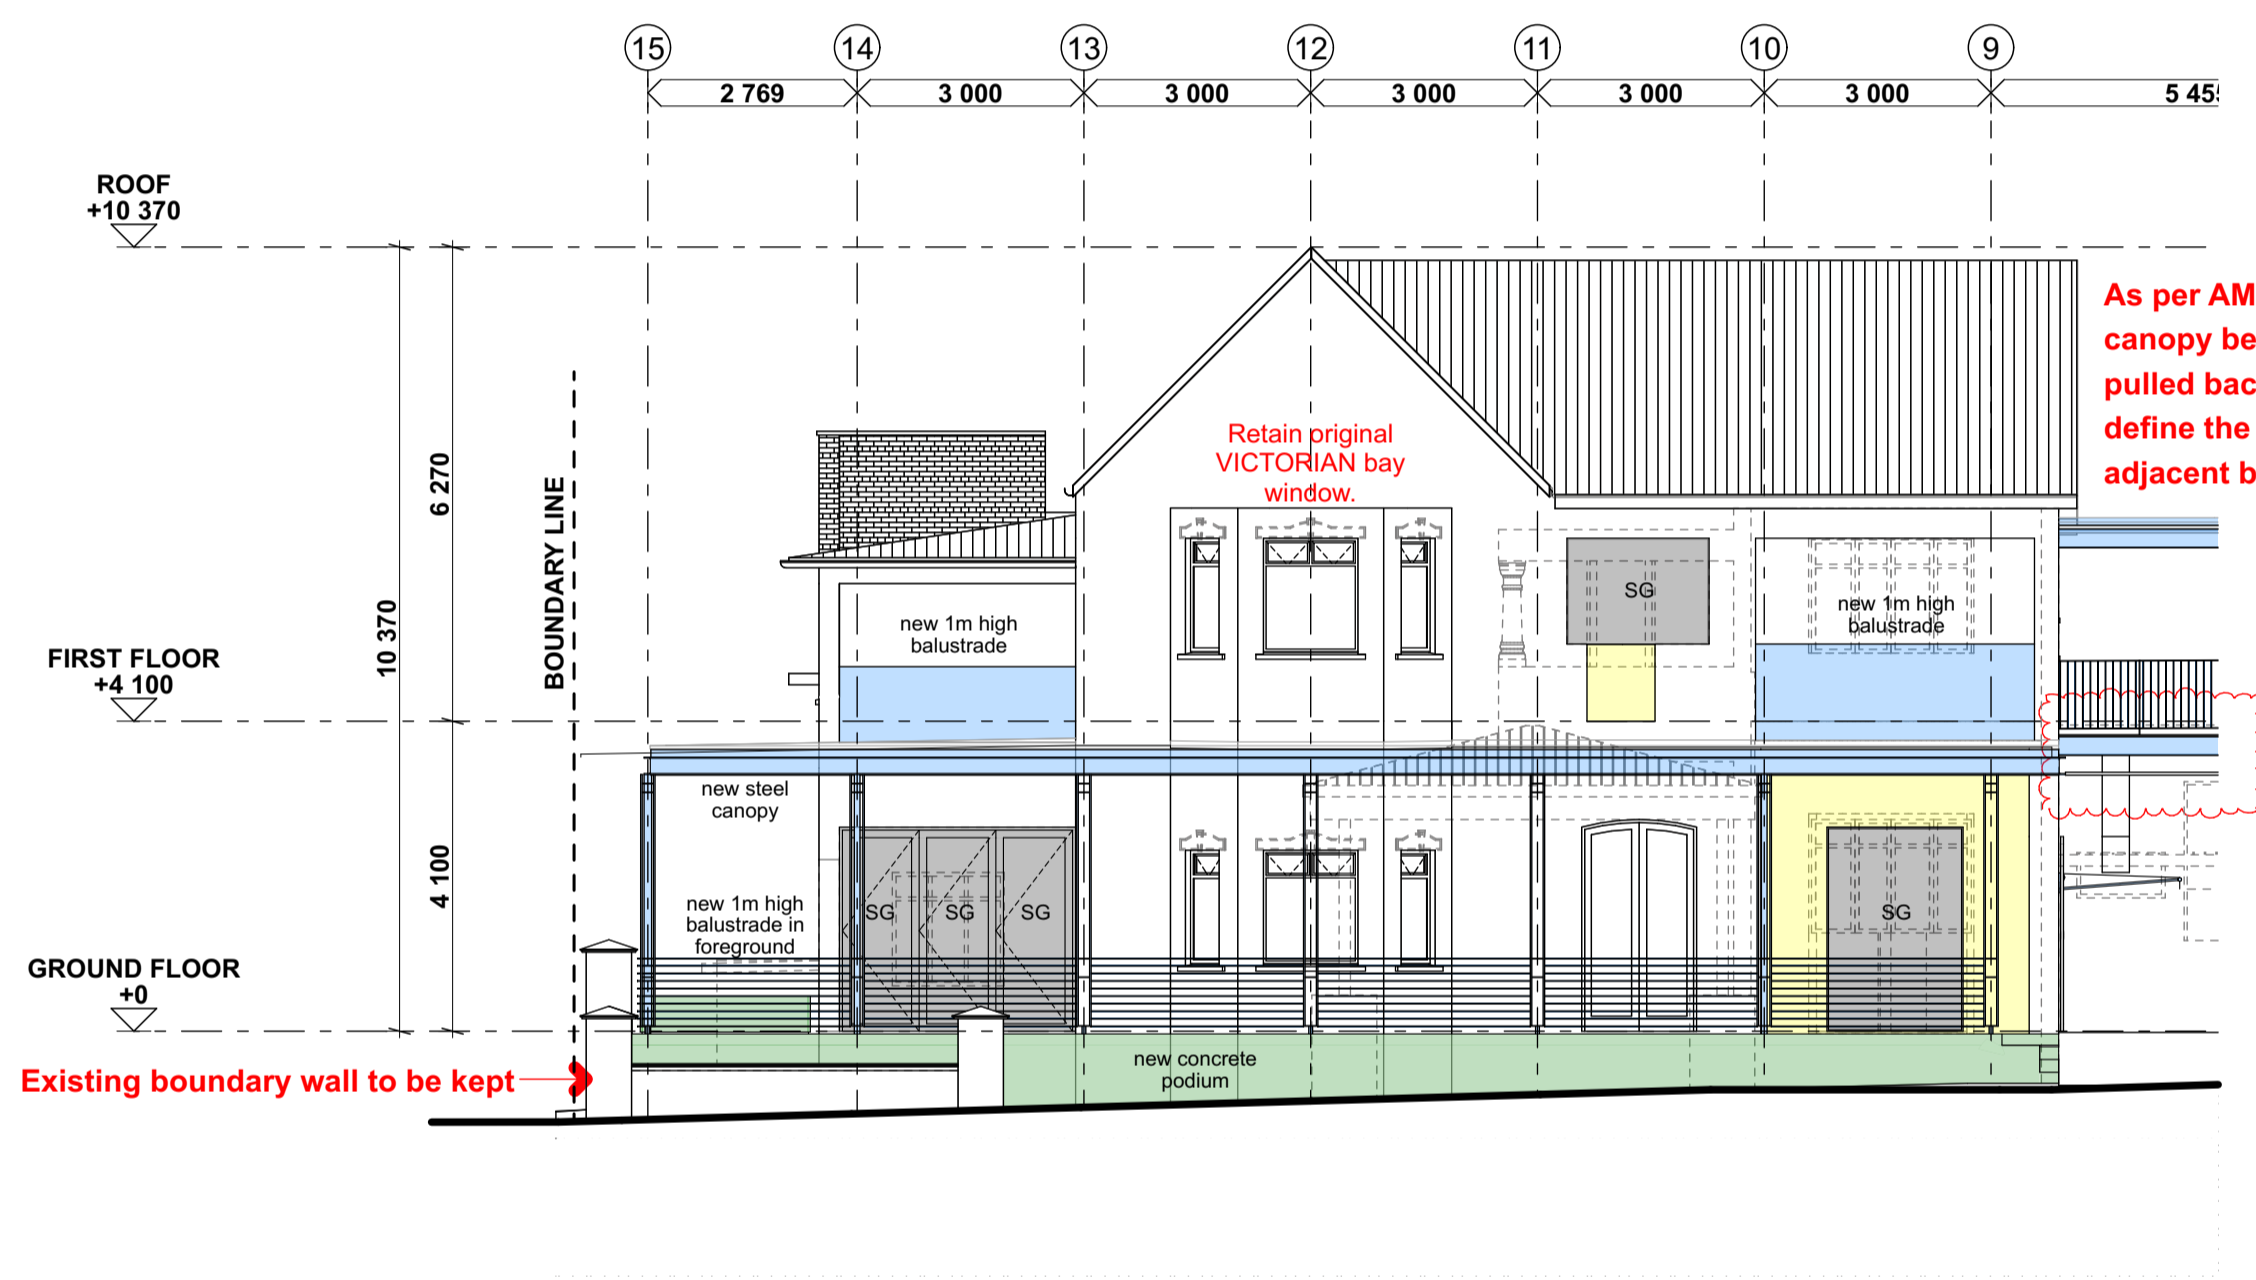 15 14 13 12 11 10 9
2 769 3 000 3 000 3 000 3 000 3 000
ROOF
+10 370
As per AM
canopy be
pulled bac
define the
adjacent b
Retain original
VICTORIAN bay
window.
6 270
BOUNDARY LINE
10 370
SG
new 1m high
balustrade
new 1m high
balustrade
FIRST FLOOR
+4 100
new steel
canopy
4 100
new 1m high
balustrade in
foreground
SG SG SG SG
GROUND FLOOR
+0
new concrete
podium
Existing boundary wall to be kept